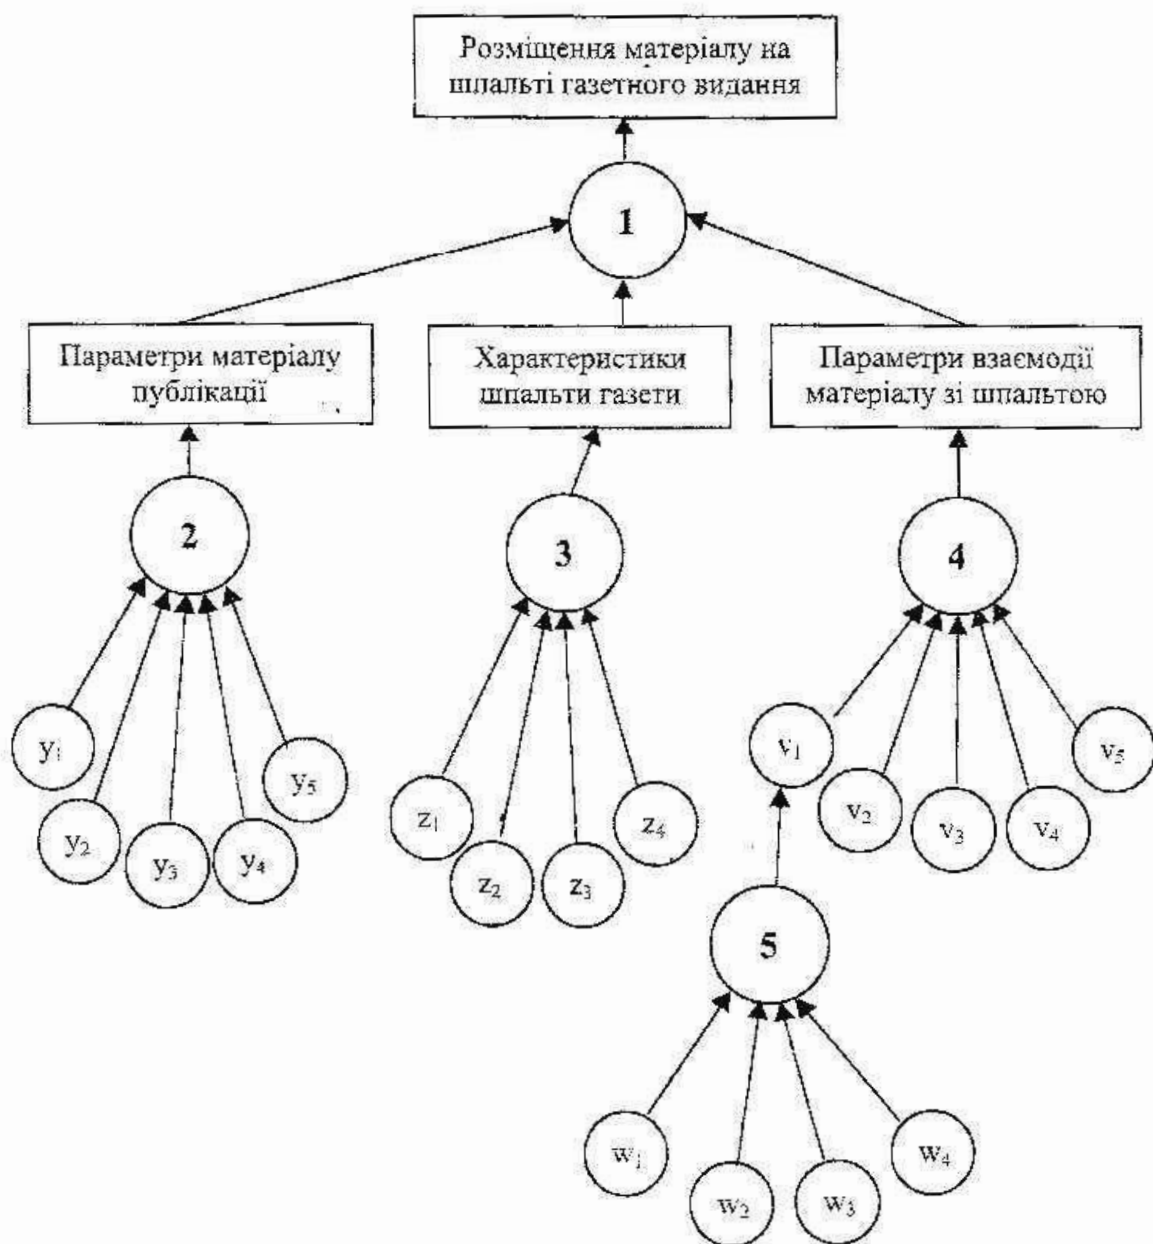 Розміщення матеріалу на
шпальті газетного видання
1
Параметри матеріалу
публікації
Характеристики
шпальти газети
Параметри взаємодії
матеріалу зі шпальтою
2
3
4
y₁
y₂
y₃
y₄
y₅
z₁
z₂
z₃
z₄
v₁
v₂
v₃
v₄
v₅
5
w₁
w₂
w₃
w₄